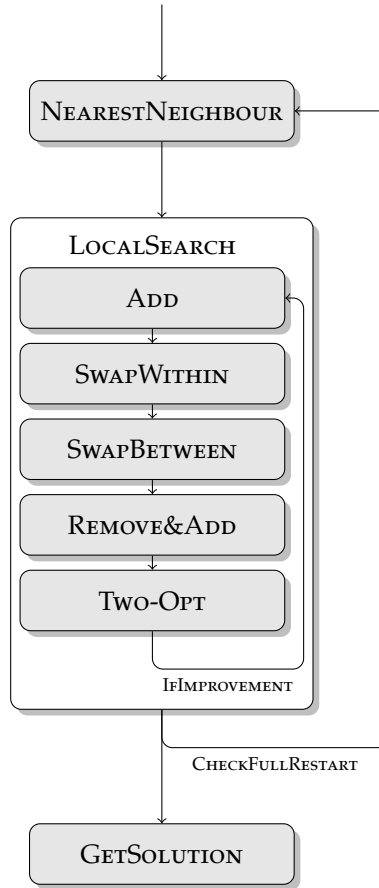 NEARESTNEIGHBOUR
LOCALSEARCH
ADD
SWAPWITHIN
SWAPBETWEEN
REMOVE&ADD
TWO-OPT
IFIMPROVEMENT
CHECKFULLRESTART
GETSOLUTION